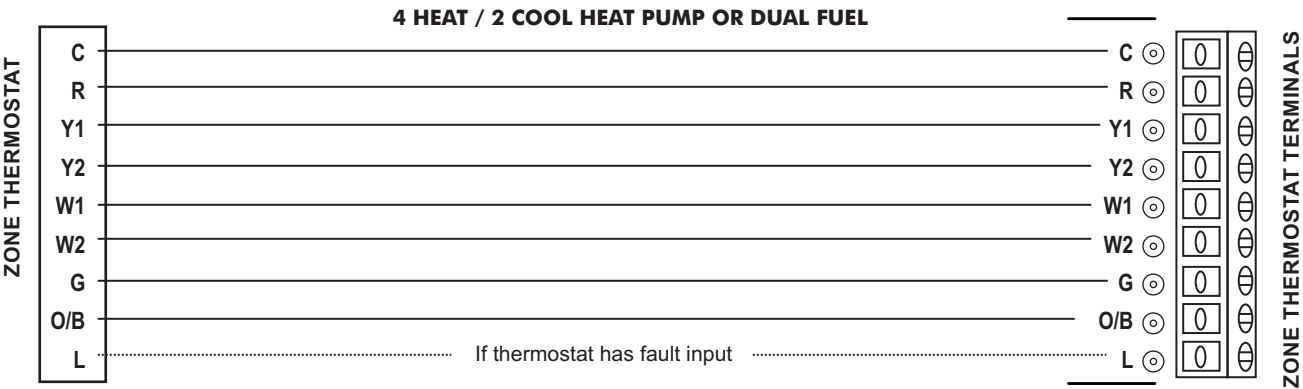 4 HEAT / 2 COOL HEAT PUMP OR DUAL FUEL
ZONE THERMOSTAT
C
R
Y1
Y2
W1
W2
G
O/B
L
If thermostat has fault input
C
R
Y1
Y2
W1
W2
G
O/B
L
ZONE THERMOSTAT TERMINALS